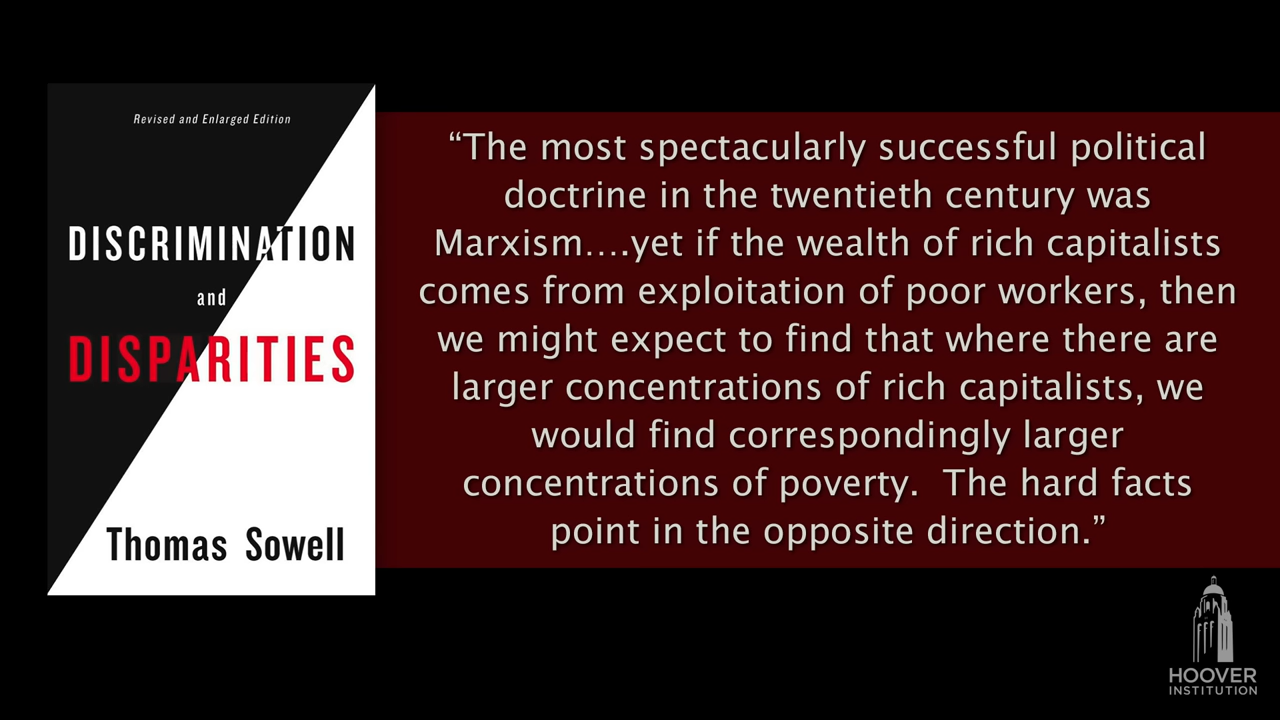 Revised and Enlarged Edition
DISCRIMINATION
and
DISPARITIES
Thomas Sowell
“The most spectacularly successful political
doctrine in the twentieth century was
Marxism....yet if the wealth of rich capitalists
comes from exploitation of poor workers, then
we might expect to find that where there are
larger concentrations of rich capitalists, we
would find correspondingly larger
concentrations of poverty.  The hard facts
point in the opposite direction.”
HOOVER
INSTITUTION